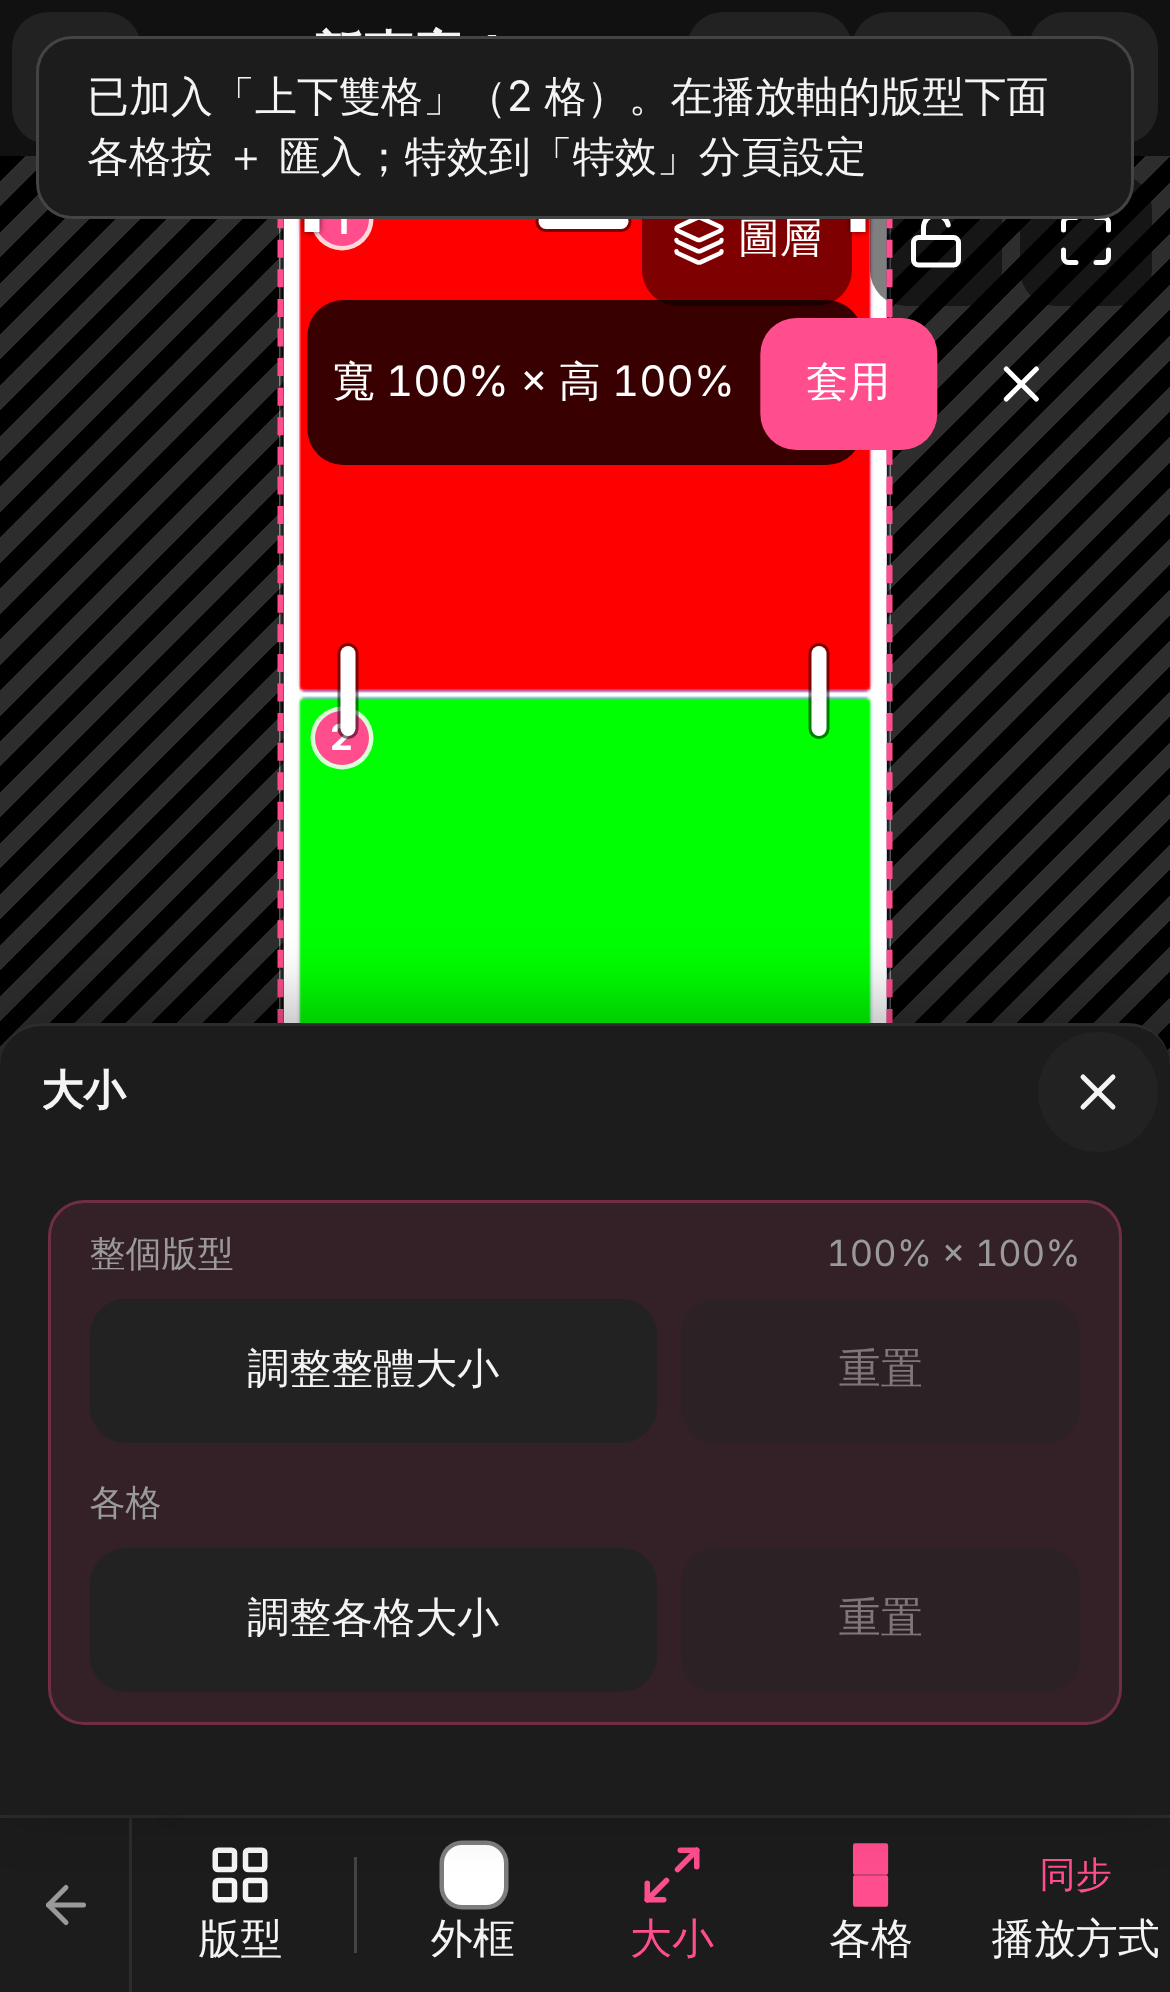 已加入「上下雙格」（2 格）。在播放軸的版型下面
各格按 ＋ 匯入；特效到「特效」分頁設定
1
圖層
寬 100% × 高 100%
套用
2
大小
整個版型
100% × 100%
調整整體大小
重置
各格
調整各格大小
重置
同步
版型
外框
大小
各格
播放方式